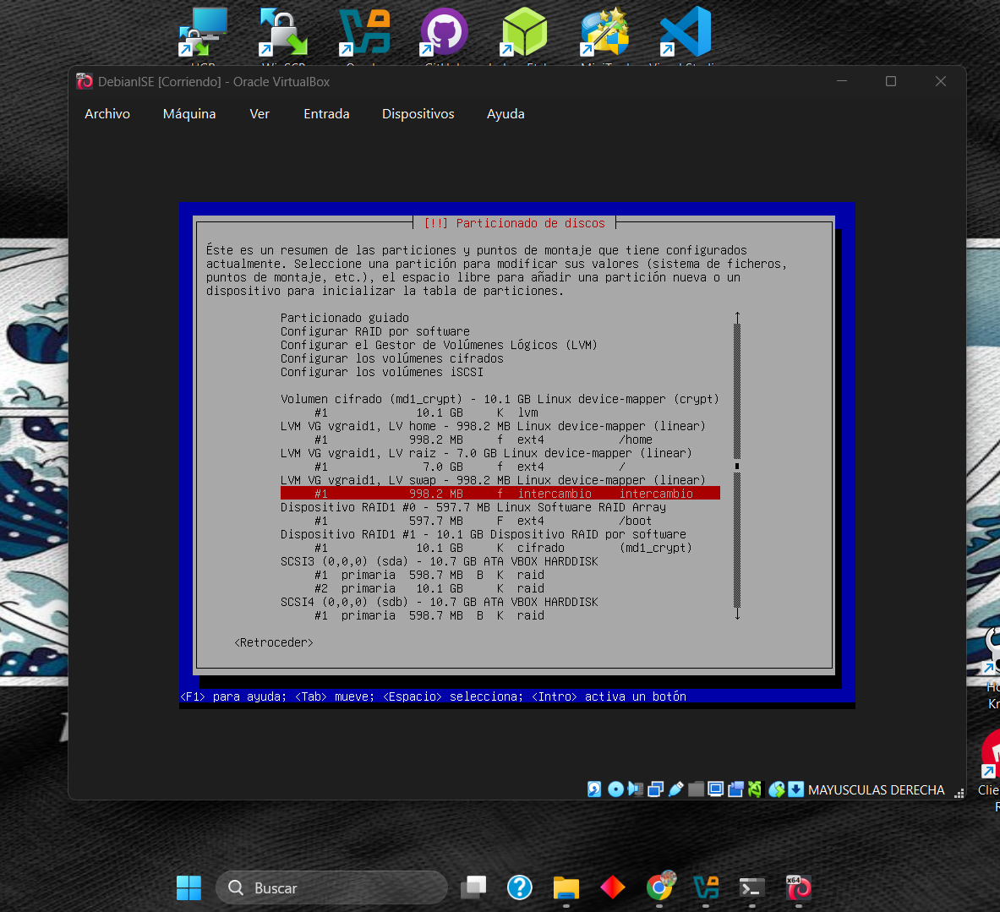 DebianISE [Corriendo] - Oracle VirtualBox
Archivo Máquina Ver Entrada Dispositivos Ayuda
[!!] Particionado de discos
Éste es un resumen de las particiones y puntos de montaje que tiene configurados
actualmente. Seleccione una partición para modificar sus valores (sistema de ficheros,
puntos de montaje, etc.), el espacio libre para añadir una partición nueva o un
dispositivo para inicializar la tabla de particiones.
Particionado guiado
Configurar RAID por software
Configurar el Gestor de Volúmenes Lógicos (LVM)
Configurar los volúmenes cifrados
Configurar los volúmenes iSCSI
Volumen cifrado (md1_crypt) - 10.1 GB Linux device-mapper (crypt)
#1 10.1 GB K lvm
LVM VG vgraid1, LV home - 998.2 MB Linux device-mapper (linear)
#1 998.2 MB f ext4 /home
LVM VG vgraid1, LV raiz - 7.0 GB Linux device-mapper (linear)
#1 7.0 GB f ext4 /
LVM VG vgraid1, LV swap - 998.2 MB Linux device-mapper (linear)
#1 998.2 MB f intercambio intercambio
Dispositivo RAID1 #0 - 597.7 MB Linux Software RAID Array
#1 597.7 MB F ext4 /boot
Dispositivo RAID1 #1 - 10.1 GB Dispositivo RAID por software
#1 10.1 GB K cifrado (md1_crypt)
SCSI3 (0,0,0) (sda) - 10.7 GB ATA VBOX HARDDISK
#1 primaria 598.7 MB B K raid
#2 primaria 10.1 GB K raid
SCSI4 (0,0,0) (sdb) - 10.7 GB ATA VBOX HARDDISK
#1 primaria 598.7 MB B K raid
<Retroceder>
<F1> para ayuda; <Tab> mueve; <Espacio> selecciona; <Intro> activa un botón
MAYUSCULAS DERECHA
Buscar
x64